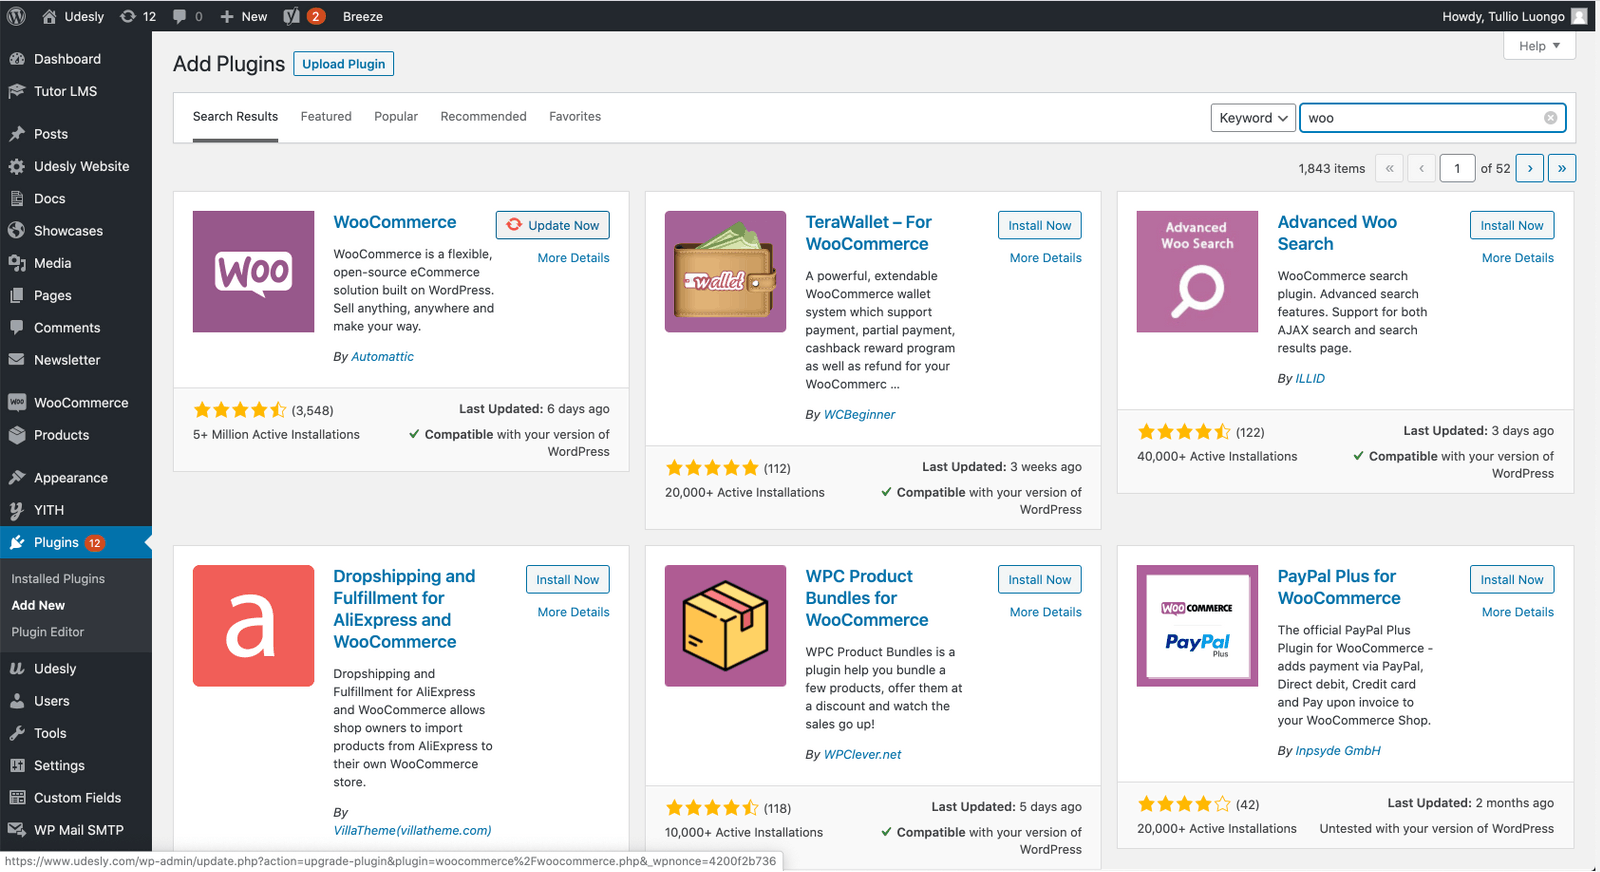 Udesly 12 0 New 2 Breeze Howdy, Tullio Luongo
Help
Dashboard
Tutor LMS
Posts
Udesly Website
Docs
Showcases
Media
Pages
Comments
Newsletter
WooCommerce
Products
Appearance
YITH
Plugins 12
Installed Plugins
Add New
Plugin Editor
Udesly
Users
Tools
Settings
Custom Fields
WP Mail SMTP
Add Plugins Upload Plugin
Search Results Featured Popular Recommended Favorites Keyword woo
1,843 items « ‹ 1 of 52 › »
Woo
WooCommerce
Update Now
More Details
WooCommerce is a flexible,
open-source eCommerce
solution built on WordPress.
Sell anything, anywhere and
make your way.
By Automattic
(3,548)
Last Updated: 6 days ago
5+ Million Active Installations
Compatible with your version of
WordPress
wallet
TeraWallet – For
WooCommerce
Install Now
More Details
A powerful, extendable
WooCommerce wallet
system which support
payment, partial payment,
cashback reward program
as well as refund for your
WooCommerc ...
By WCBeginner
(112)
Last Updated: 3 weeks ago
20,000+ Active Installations
Compatible with your version of
WordPress
Advanced
Woo Search
Advanced Woo
Search
Install Now
More Details
WooCommerce search
plugin. Advanced search
features. Support for both
AJAX search and search
results page.
By ILLID
(122)
Last Updated: 3 days ago
40,000+ Active Installations
Compatible with your version of
WordPress
a
Dropshipping and
Fulfillment for
AliExpress and
WooCommerce
Install Now
More Details
Dropshipping and
Fulfillment for AliExpress
and WooCommerce allows
shop owners to import
products from AliExpress to
their own WooCommerce
store.
By
VillaTheme(villatheme.com)
WPC Product
Bundles for
WooCommerce
Install Now
More Details
WPC Product Bundles is a
plugin help you bundle a
few products, offer them at
a discount and watch the
sales go up!
By WPClever.net
(118)
Last Updated: 5 days ago
10,000+ Active Installations
Compatible with your version of
WordPress
WOO COMMERCE
PayPal
Plus
PayPal Plus for
WooCommerce
Install Now
More Details
The official PayPal Plus
Plugin for WooCommerce -
adds payment via PayPal,
Direct debit, Credit card
and Pay upon invoice to
your WooCommerce Shop.
By Inpsyde GmbH
(42)
Last Updated: 2 months ago
20,000+ Active Installations
Untested with your version of WordPress
https://www.udesly.com/wp-admin/update.php?action=upgrade-plugin&plugin=woocommerce%2Fwoocommerce.php&_wpnonce=4200f2b736